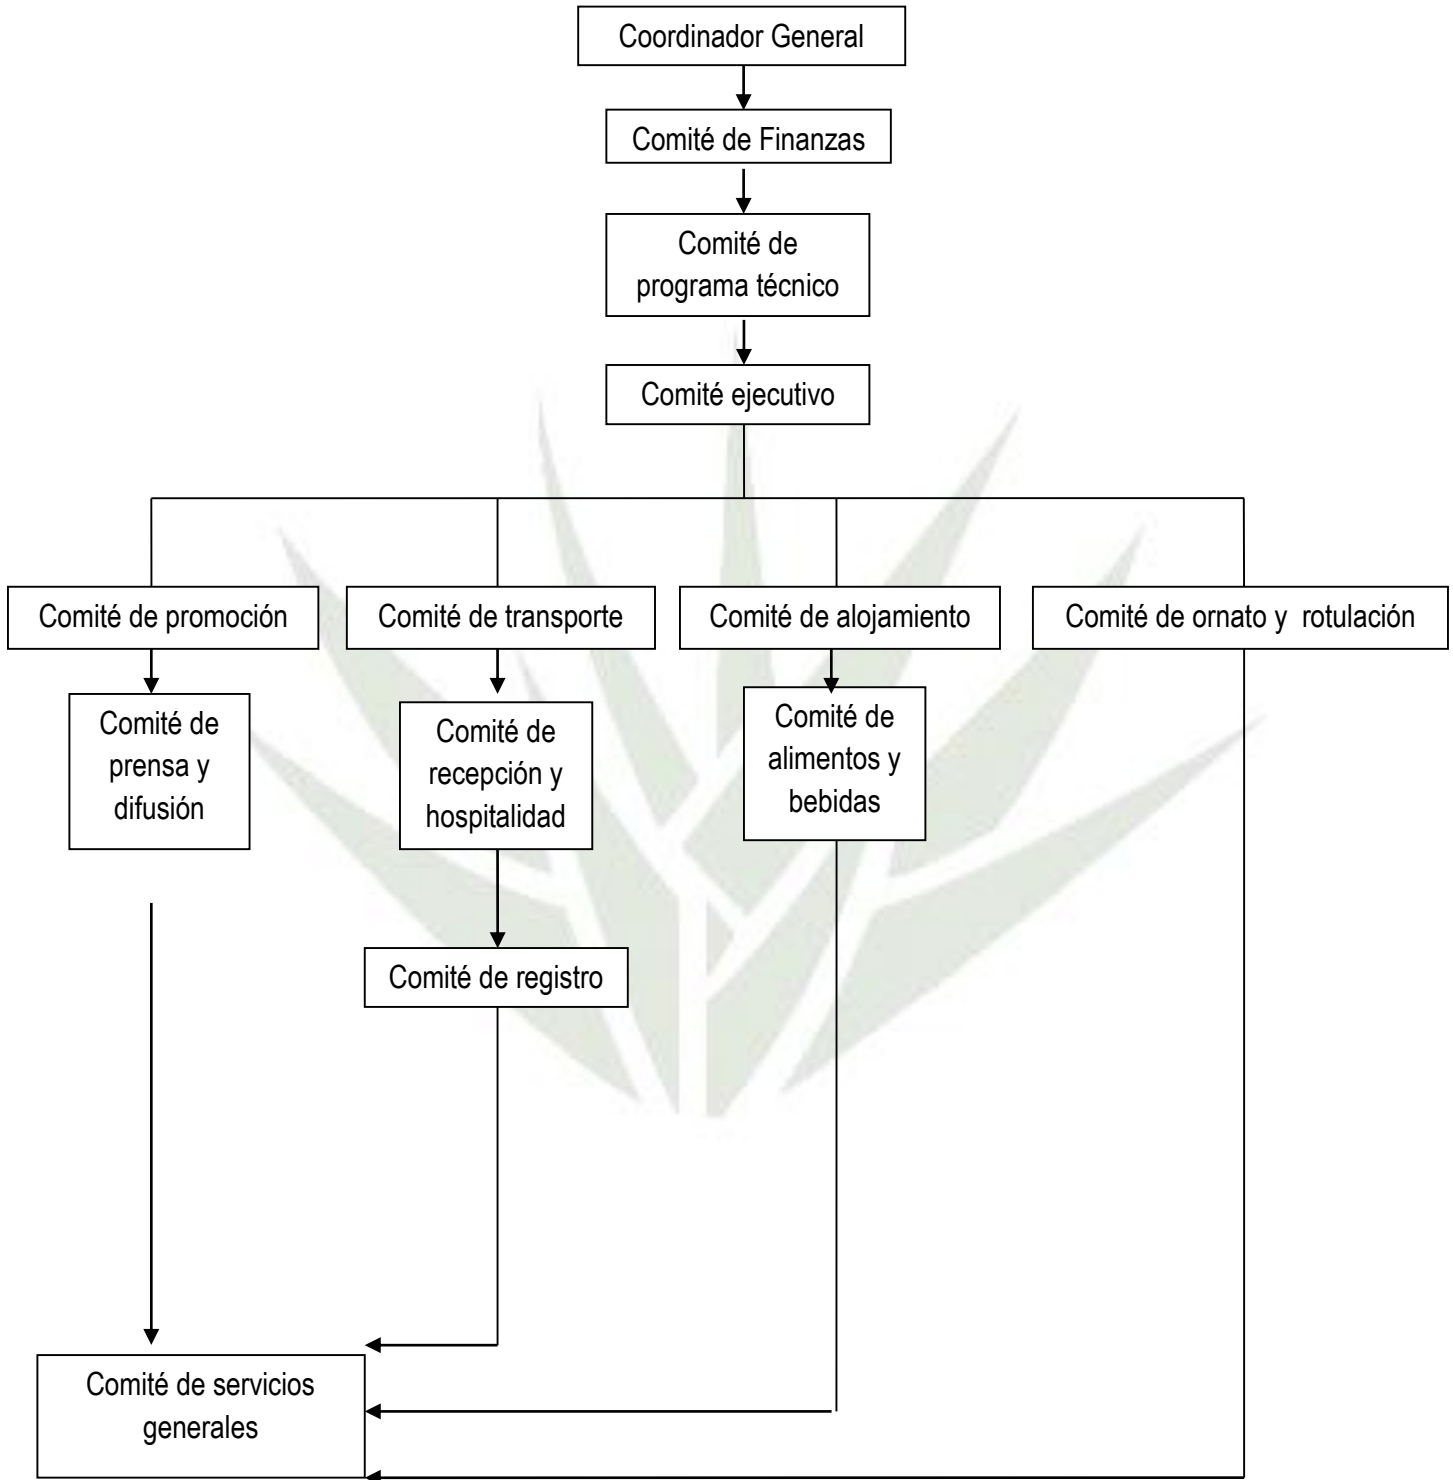 Coordinador General
Comité de Finanzas
Comité de
programa técnico
Comité ejecutivo
Comité de promoción
Comité de transporte
Comité de alojamiento
Comité de ornato y  rotulación
Comité de
prensa y
difusión
Comité de
recepción y
hospitalidad
Comité de
alimentos y
bebidas
Comité de registro
Comité de servicios
generales